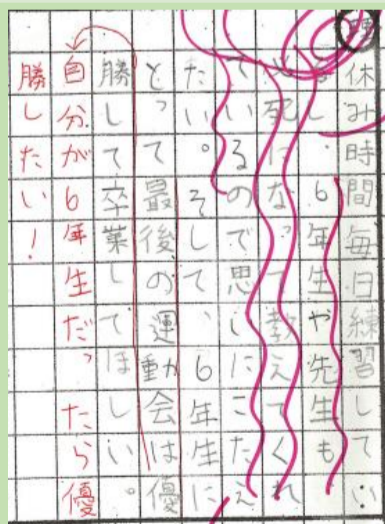 休み時間毎日練習してい
し、6年生や先生も
必死になって教えてくれ
ているので思いにこたえ
たい。そして、6年生に
とって最後の運動会は優
勝して卒業してほしい。
自分が6年生だったら優
勝したい！